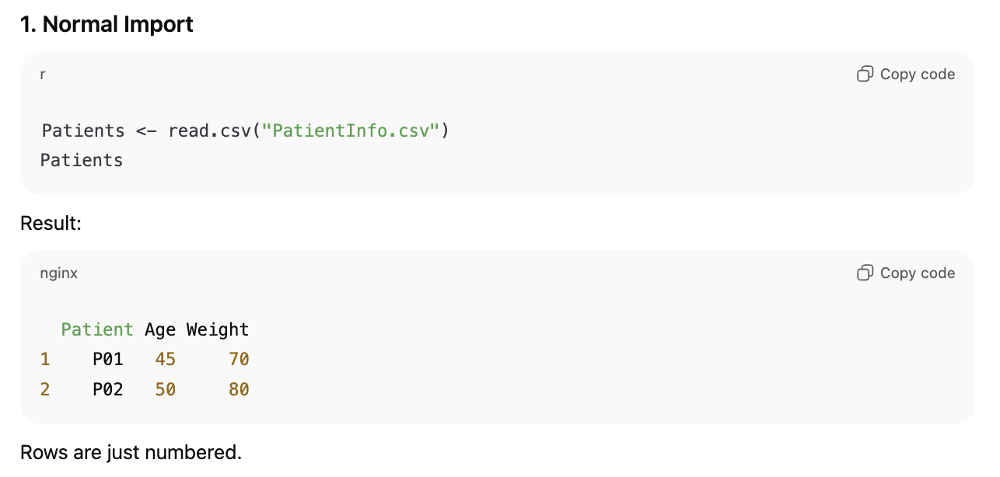 1. Normal Import
r
Copy code
Patients <- read.csv("PatientInfo.csv")
Patients
Result:
nginx
Copy code
Patient Age Weight
1 P01 45 70
2 P02 50 80
Rows are just numbered.